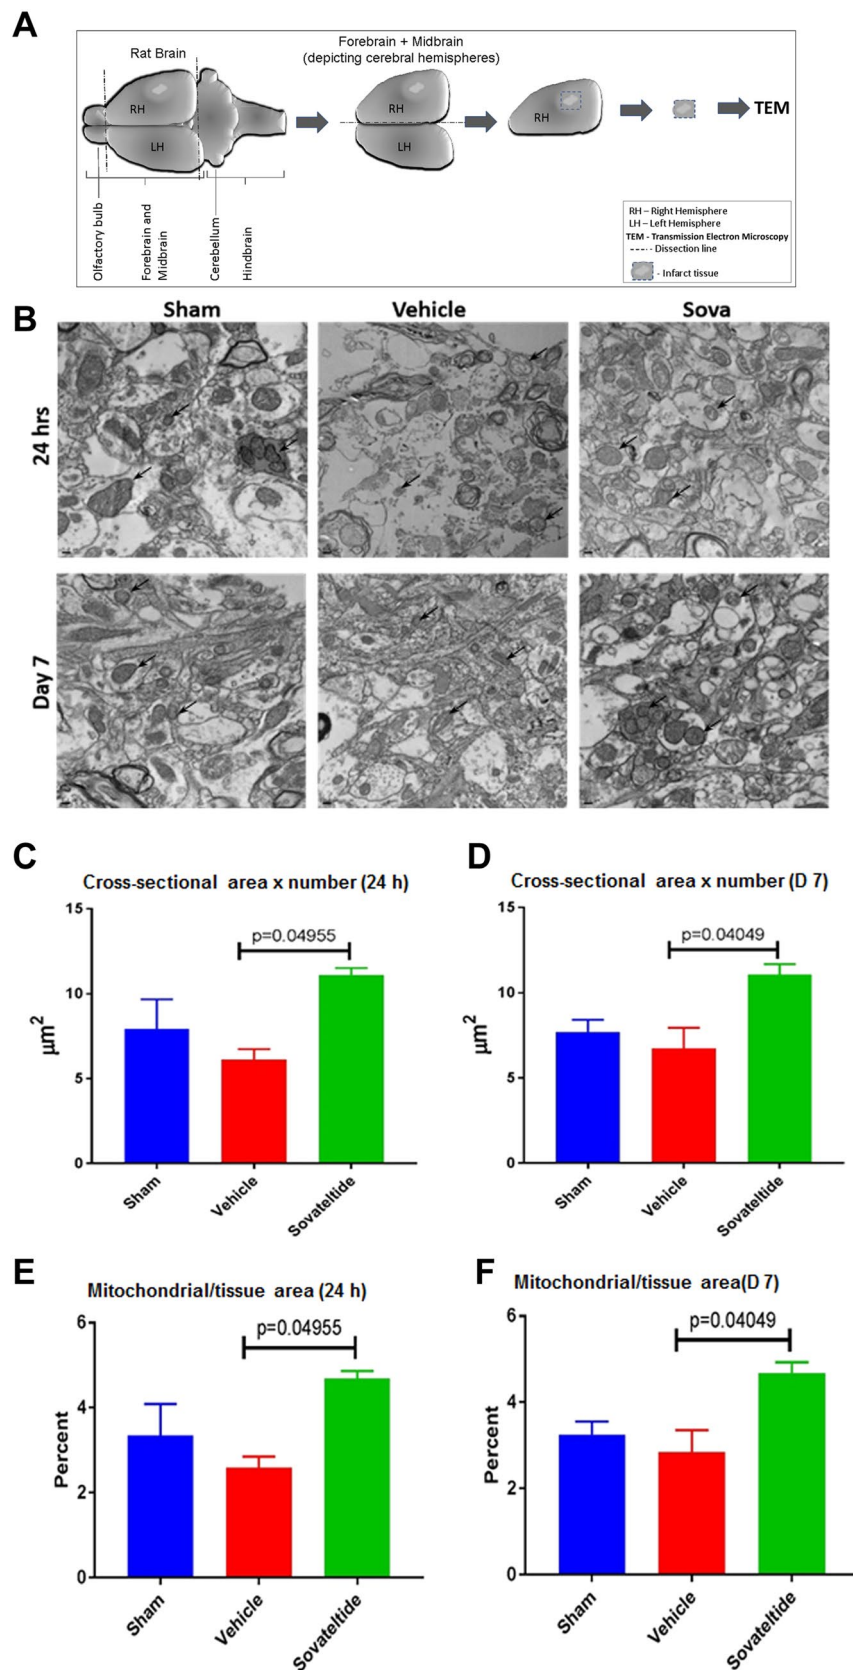 A
Rat Brain
Forebrain + Midbrain
(depicting cerebral hemispheres)
RH
LH
RH
LH
RH
TEM
Olfactory bulb
Forebrain and
Midbrain
Cerebellum
Hindbrain
RH – Right Hemisphere
LH – Left Hemisphere
TEM - Transmission Electron Microscopy
- Dissection line
- Infarct tissue
B
Sham
Vehicle
Sova
24 hrs
Day 7
C
Cross-sectional area x number (24 h)
15
10
5
0
µm2
p=0.04955
Sham
Vehicle
Sovateltide
D
Cross-sectional area x number (D 7)
15
10
5
0
µm2
p=0.04049
Sham
Vehicle
Sovateltide
E
Mitochondrial/tissue area (24 h)
6
4
2
0
Percent
p=0.04955
Sham
Vehicle
Sovateltide
F
Mitochondrial/tissue area(D 7)
6
4
2
0
Percent
p=0.04049
Sham
Vehicle
Sovateltide